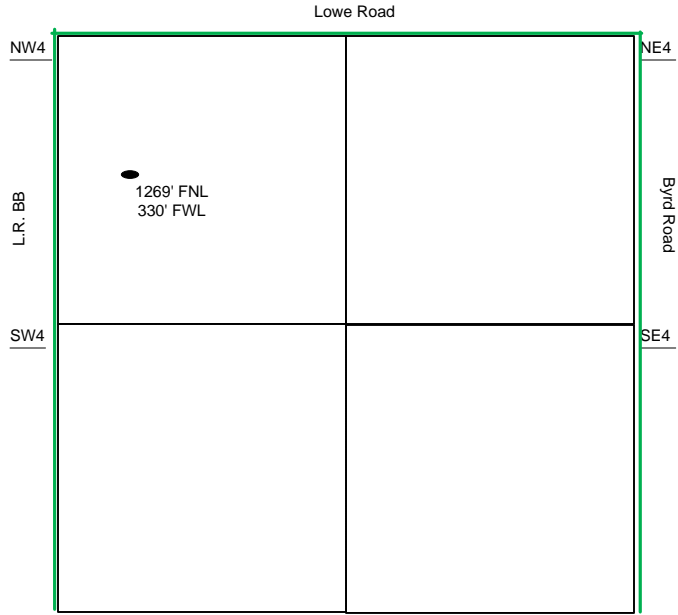 Lowe Road
NW4
NE4
1269' FNL
330' FWL
L.R. BB
Byrd Road
SW4
SE4